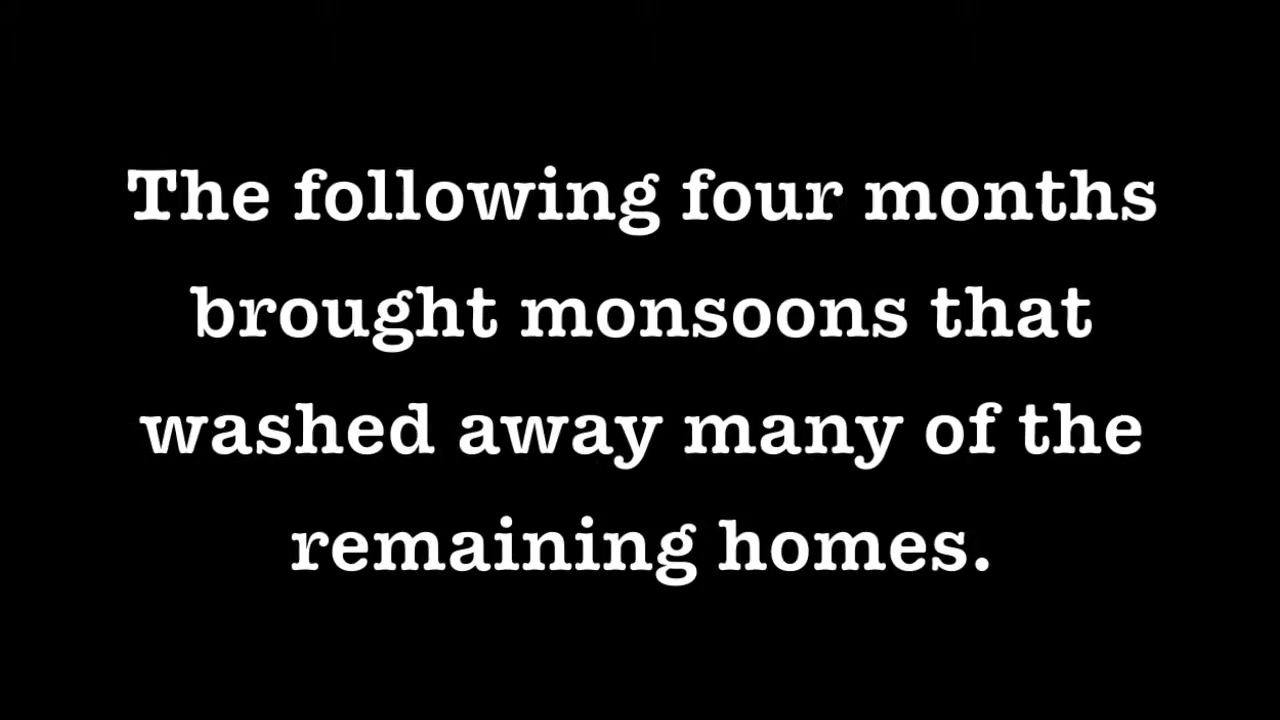 The following four months
brought monsoons that
washed away many of the
remaining homes.